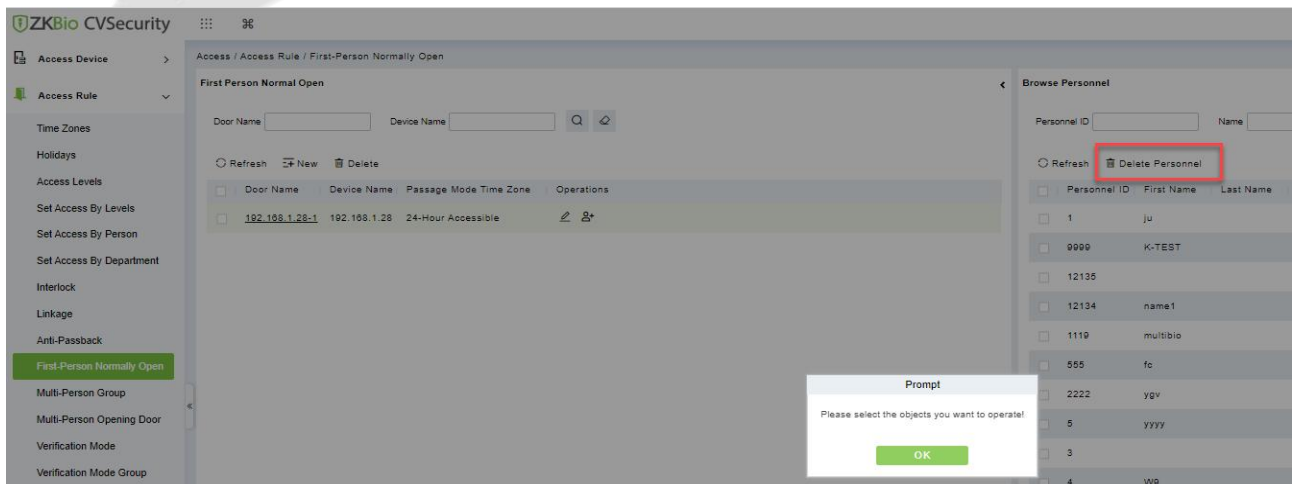 ZKBio CVSecurity
Access Device
Access Rule
Time Zones
Holidays
Access Levels
Set Access By Levels
Set Access By Person
Set Access By Department
Interlock
Linkage
Anti-Passback
First-Person Normally Open
Multi-Person Group
Multi-Person Opening Door
Verification Mode
Verification Mode Group
Access / Access Rule / First-Person Normally Open
First Person Normal Open
Door Name Device Name
Refresh New Delete
Door Name Device Name Passage Mode Time Zone Operations
192.168.1.28-1 192.168.1.28 24-Hour Accessible
Browse Personnel
Personnel ID Name
Refresh Delete Personnel
Personnel ID First Name Last Name
1 ju
9999 K-TEST
12135
12134 name1
1119 multibio
555 fc
2222 ygv
5 yyyy
3
4 W9
Prompt
Please select the objects you want to operate!
OK